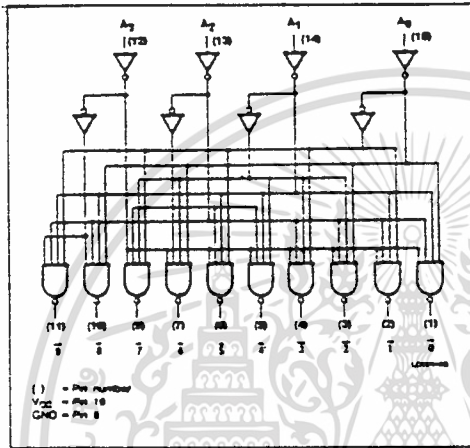 A3 A2 A1 A0
(12) (13) (14) (15)
(11) (10) (9) (7) (6) (5) (4) (3) (2) (1)
9 8 7 6 5 4 3 2 1 0
( ) = Pin number
VCC = Pin 16
GND = Pin 8